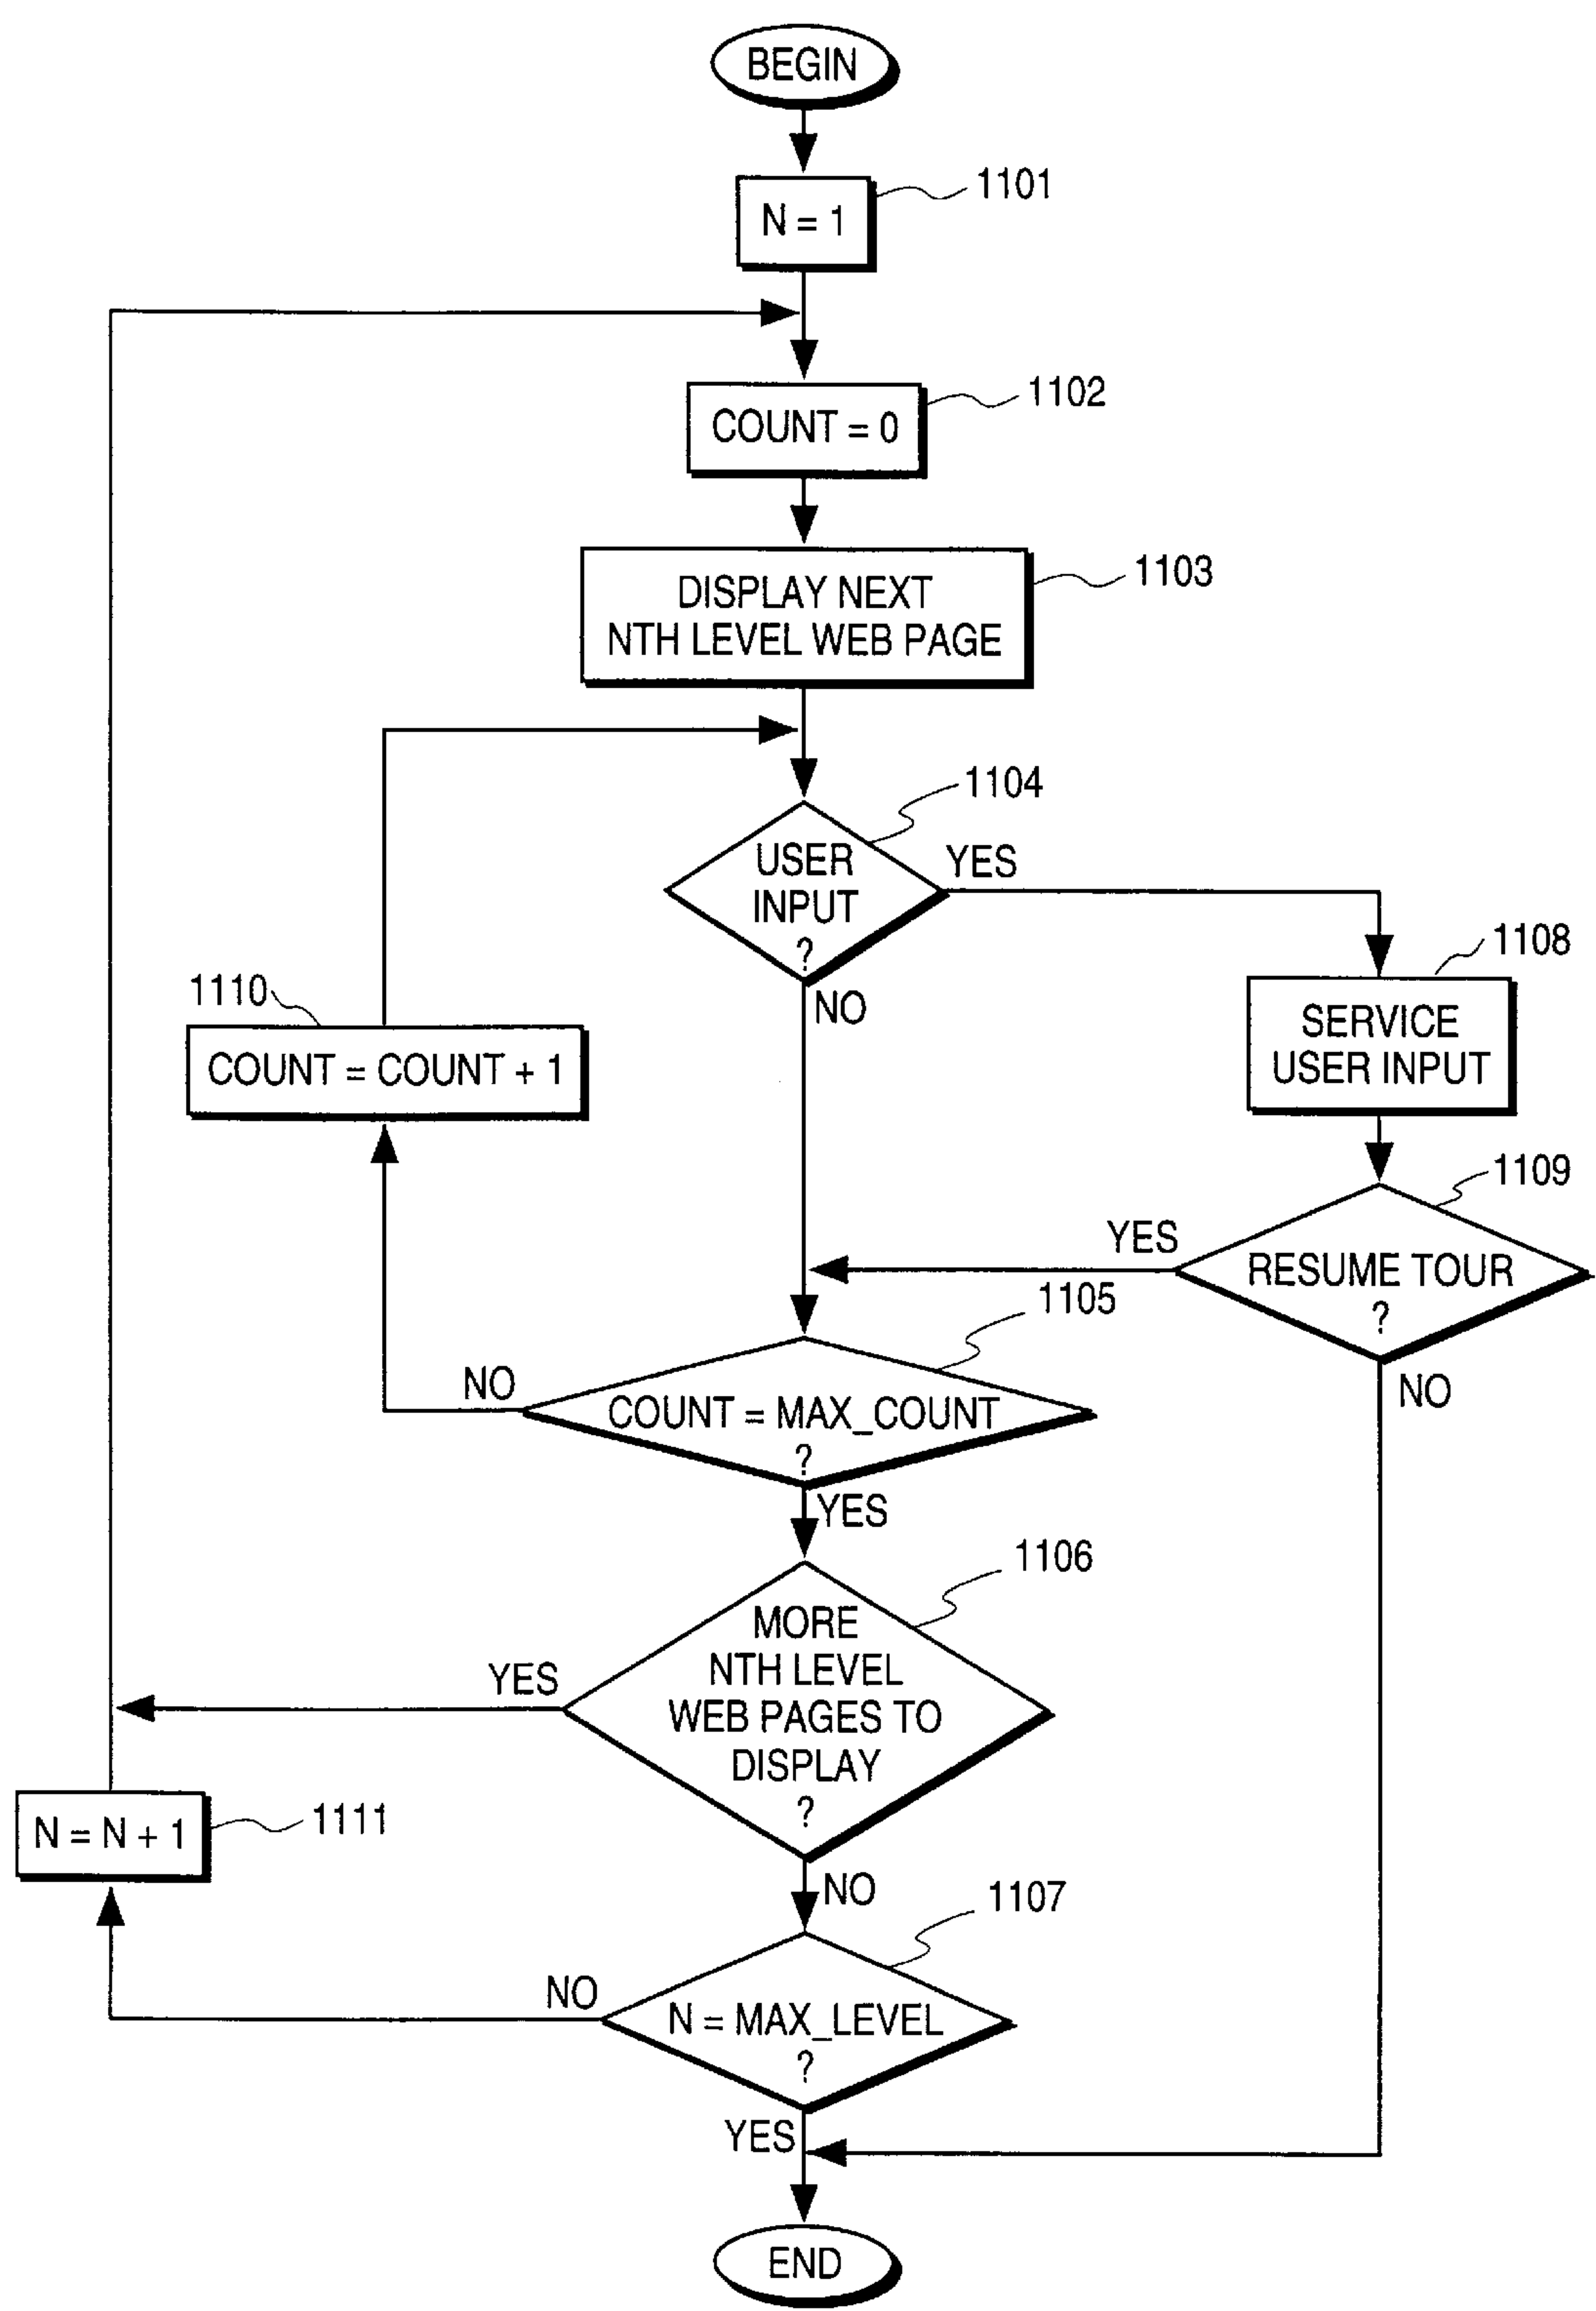 BEGIN
1101
N = 1
1102
COUNT = 0
1103
DISPLAY NEXT
NTH LEVEL WEB PAGE
1104
USER
INPUT
?
YES
NO
1108
SERVICE
USER INPUT
1110
COUNT = COUNT + 1
1109
RESUME TOUR
?
YES
NO
1105
COUNT = MAX_COUNT
?
NO
YES
1106
MORE
NTH LEVEL
WEB PAGES TO
DISPLAY
?
YES
NO
N = N + 1
1111
1107
N = MAX_LEVEL
?
NO
YES
END